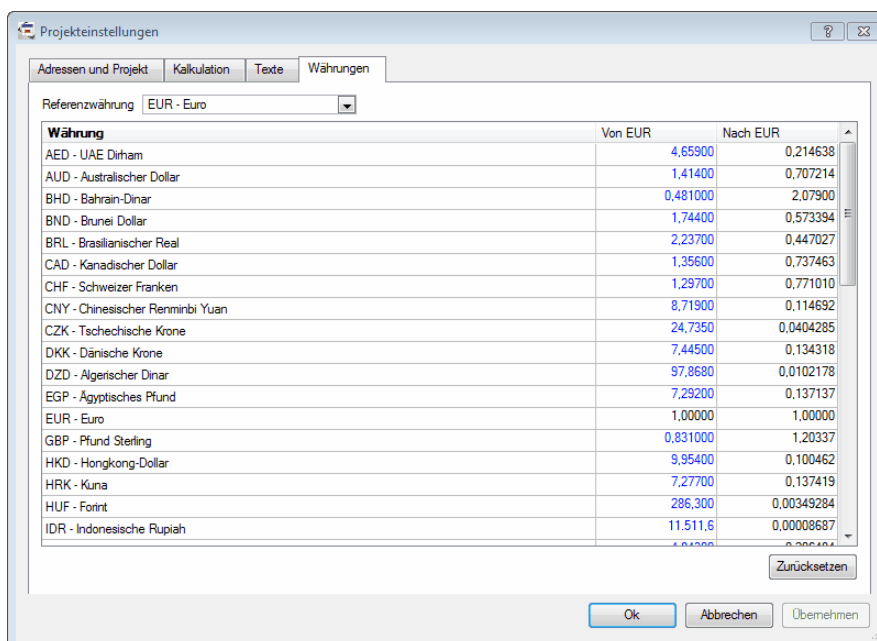 Projekteinstellungen
Adressen und Projekt Kalkulation Texte Währungen
Referenzwährung EUR - Euro
Währung Von EUR Nach EUR
AED - UAE Dirham 4,65900 0,214638
AUD - Australischer Dollar 1,41400 0,707214
BHD - Bahrain-Dinar 0,481000 2,07900
BND - Brunei Dollar 1,74400 0,573394
BRL - Brasilianischer Real 2,23700 0,447027
CAD - Kanadischer Dollar 1,35600 0,737463
CHF - Schweizer Franken 1,29700 0,771010
CNY - Chinesischer Renminbi Yuan 8,71900 0,114692
CZK - Tschechische Krone 24,7350 0,0404285
DKK - Dänische Krone 7,44500 0,134318
DZD - Algerischer Dinar 97,8680 0,0102178
EGP - Ägyptisches Pfund 7,29200 0,137137
EUR - Euro 1,00000 1,00000
GBP - Pfund Sterling 0,831000 1,20337
HKD - Hongkong-Dollar 9,95400 0,100462
HRK - Kuna 7,27700 0,137419
HUF - Forint 286,300 0,00349284
IDR - Indonesische Rupiah 11.511,6 0,00008687
Zurücksetzen
Ok Abbrechen Übernehmen